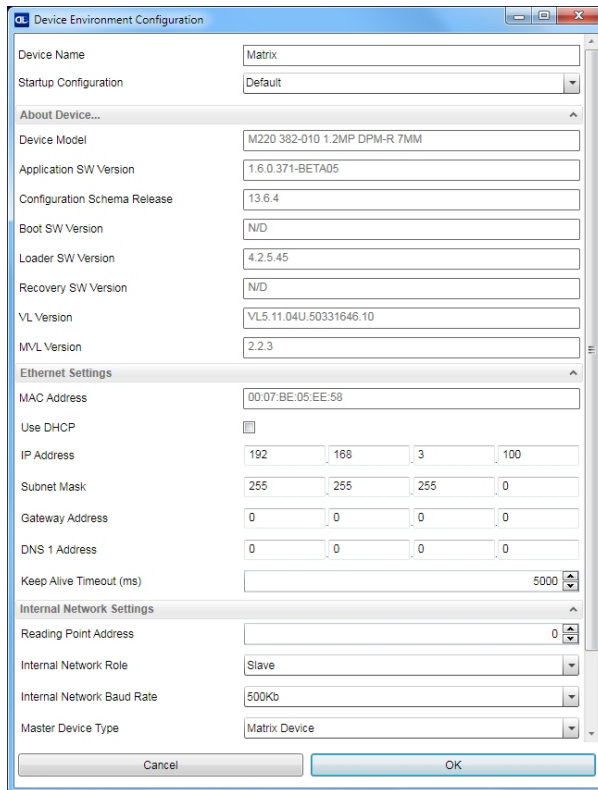 DL Device Environment Configuration
Device Name Matrix
Startup Configuration Default
About Device...
Device Model M220 382-010 1.2MP DPM-R 7MM
Application SW Version 1.6.0.371-BETA05
Configuration Schema Release 13.6.4
Boot SW Version N/D
Loader SW Version 4.2.5.45
Recovery SW Version N/D
VL Version VL5.11.04U.50331646.10
MVL Version 2.2.3
Ethernet Settings
MAC Address 00:07:BE:05:EE:58
Use DHCP
IP Address 192 . 168 . 3 . 100
Subnet Mask 255 . 255 . 255 . 0
Gateway Address 0 . 0 . 0 . 0
DNS 1 Address 0 . 0 . 0 . 0
Keep Alive Timeout (ms) 5000
Internal Network Settings
Reading Point Address 0
Internal Network Role Slave
Internal Network Baud Rate 500Kb
Master Device Type Matrix Device
Cancel OK